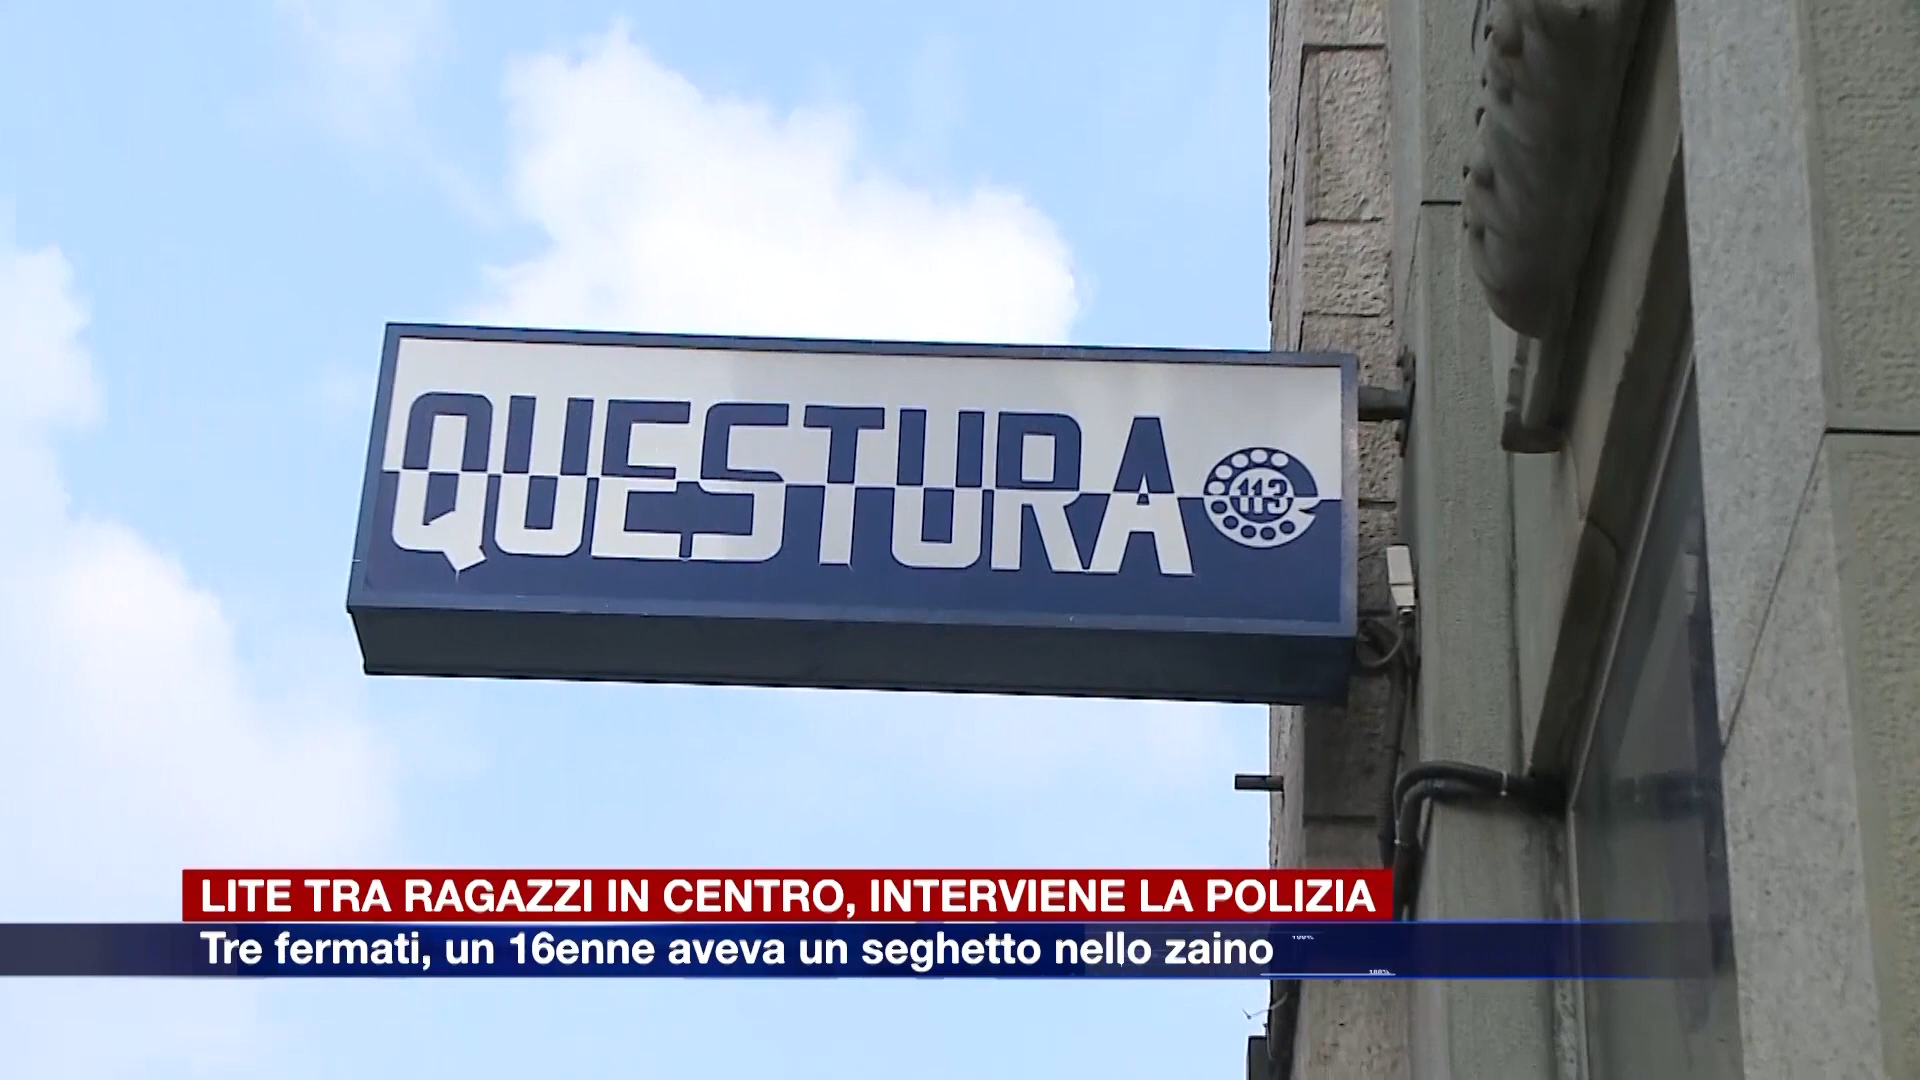 QUESTURA 113
LITE TRA RAGAZZI IN CENTRO, INTERVIENE LA POLIZIA
Tre fermati, un 16enne aveva un seghetto nello zaino